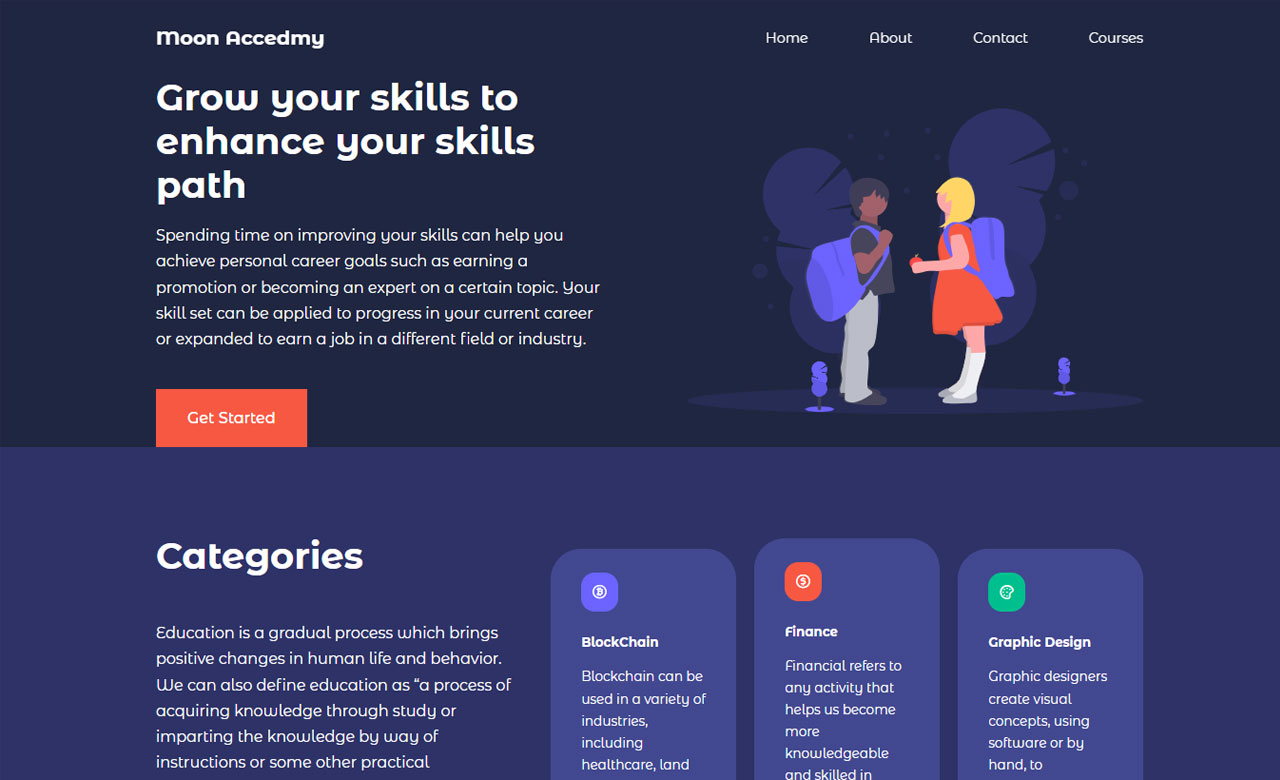 Moon Accedmy
Home
About
Contact
Courses
Grow your skills to
enhance your skills
path
Spending time on improving your skills can help you
achieve personal career goals such as earning a
promotion or becoming an expert on a certain topic. Your
skill set can be applied to progress in your current career
or expanded to earn a job in a different field or industry.
Get Started
Categories
Education is a gradual process which brings
positive changes in human life and behavior.
We can also define education as “a process of
acquiring knowledge through study or
imparting the knowledge by way of
instructions or some other practical
BlockChain
Blockchain can be
used in a variety of
industries,
including
healthcare, land
Finance
Financial refers to
any activity that
helps us become
more
knowledgeable
and skilled in
Graphic Design
Graphic designers
create visual
concepts, using
software or by
hand, to